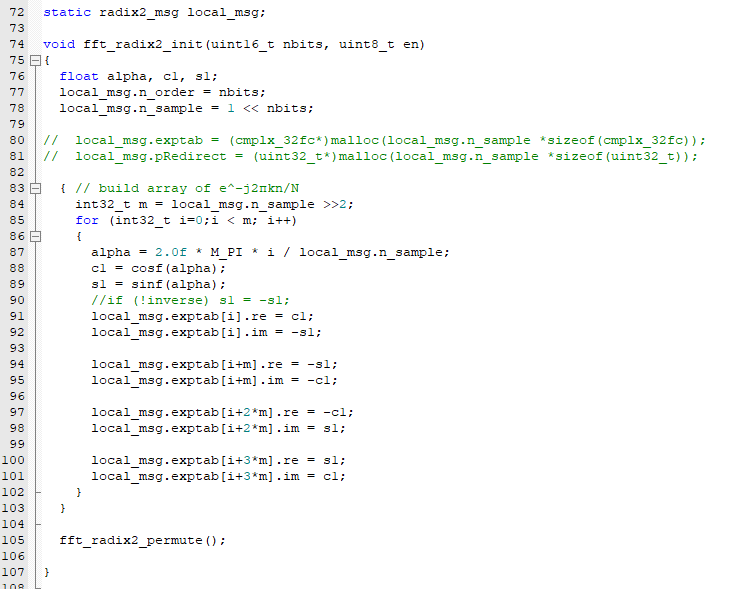 72 static radix2_msg local_msg;
73
74 void fft_radix2_init(uint16_t nbits, uint8_t en)
75 {
76   float alpha, c1, s1;
77   local_msg.n_order = nbits;
78   local_msg.n_sample = 1 << nbits;
79
80 //  local_msg.exptab = (cmplx_32fc*)malloc(local_msg.n_sample *sizeof(cmplx_32fc));
81 //  local_msg.pRedirect = (uint32_t*)malloc(local_msg.n_sample *sizeof(uint32_t));
82
83   { // build array of e^-j2πkn/N
84     int32_t m = local_msg.n_sample >>2;
85     for (int32_t i=0;i < m; i++)
86     {
87       alpha = 2.0f * M_PI * i / local_msg.n_sample;
88       c1 = cosf(alpha);
89       s1 = sinf(alpha);
90       //if (!inverse) s1 = -s1;
91       local_msg.exptab[i].re = c1;
92       local_msg.exptab[i].im = -s1;
93
94       local_msg.exptab[i+m].re = -s1;
95       local_msg.exptab[i+m].im = -c1;
96
97       local_msg.exptab[i+2*m].re = -c1;
98       local_msg.exptab[i+2*m].im = s1;
99
100       local_msg.exptab[i+3*m].re = s1;
101       local_msg.exptab[i+3*m].im = c1;
102     }
103   }
104
105   fft_radix2_permute();
106
107 }
108